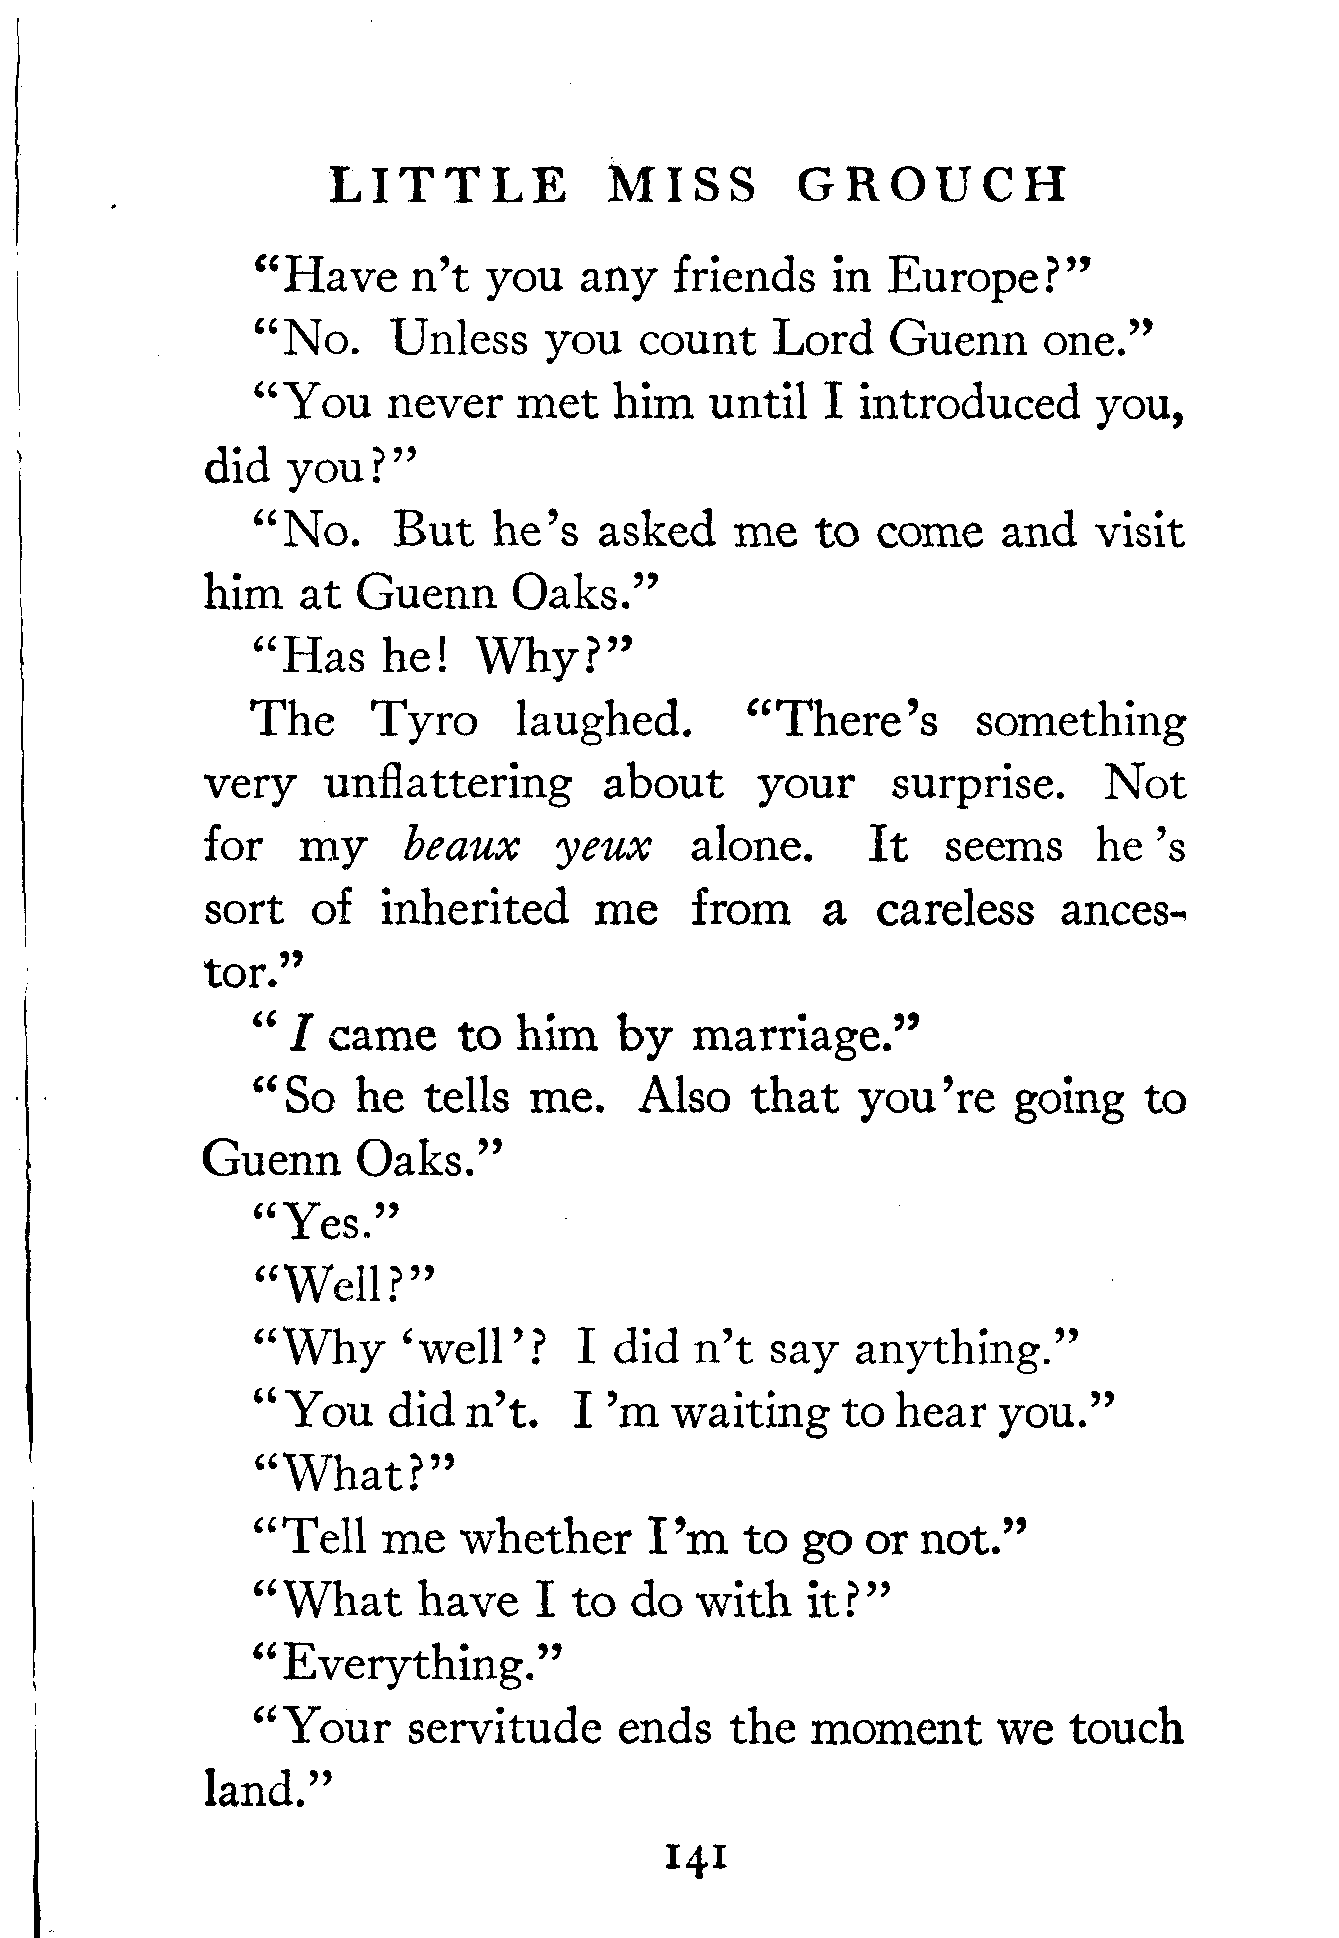 LITTLE MISS GROUCH
“Have n’t you any friends in Europe?”
“No. Unless you count Lord Guenn one.”
“You never met him until I introduced you,
did you?”
“No. But he’s asked me to come and visit
him at Guenn Oaks.”
“Has he! Why?”
The Tyro laughed. “There’s something
very unflattering about your surprise. Not
for my beaux yeux alone. It seems he ’s
sort of inherited me from a careless ances-
tor.”
“I came to him by marriage.”
“So he tells me. Also that you’re going to
Guenn Oaks.”
“Yes.”
“Well?”
“Why ‘well’? I did n’t say anything.”
“You did n’t. I ’m waiting to hear you.”
“What?”
“Tell me whether I’m to go or not.”
“What have I to do with it?”
“Everything.”
“Your servitude ends the moment we touch
land.”
141